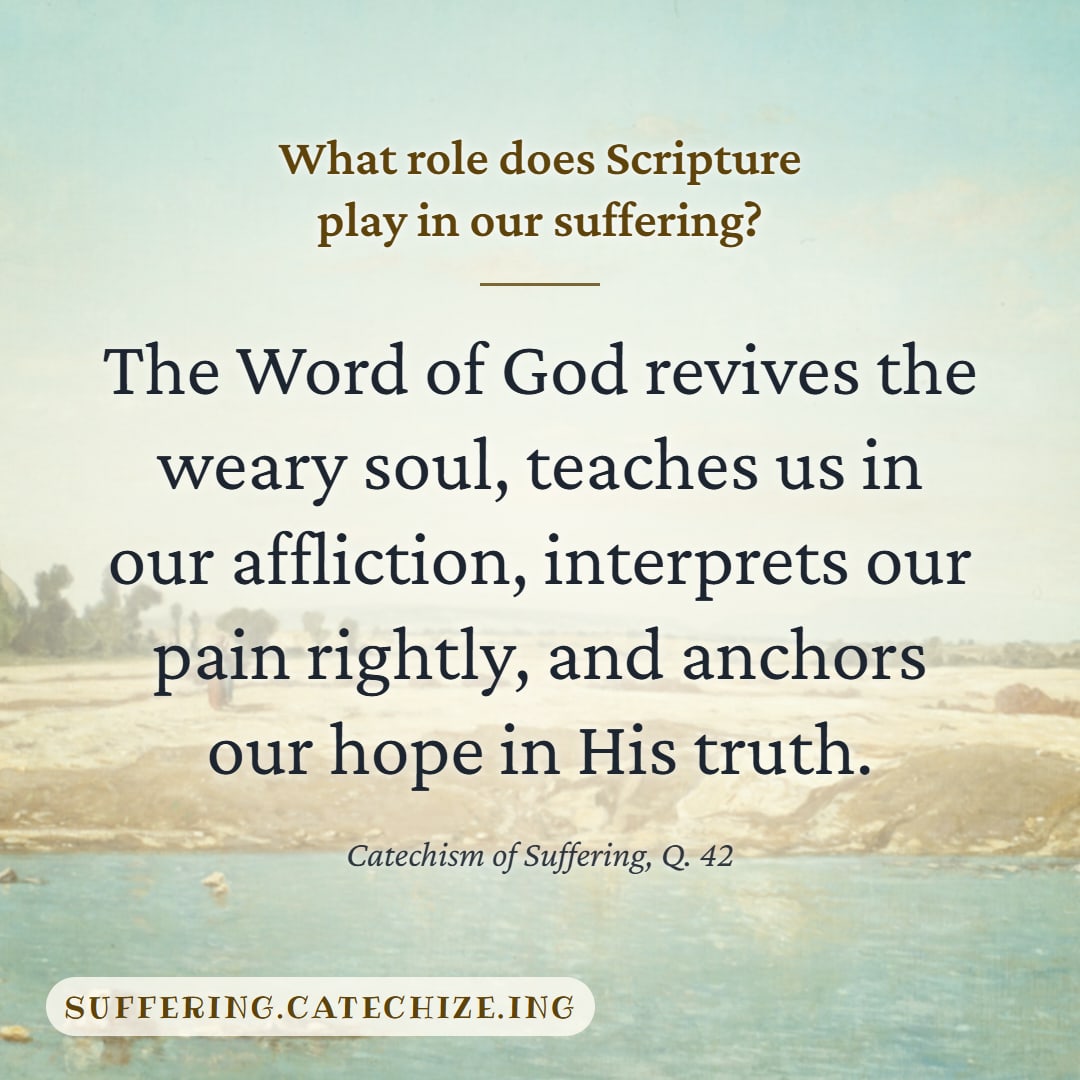 What role does Scripture
play in our suffering?
The Word of God revives the
weary soul, teaches us in
our affliction, interprets our
pain rightly, and anchors
our hope in His truth.
Catechism of Suffering, Q. 42
SUFFERING.CATECHIZE.ING